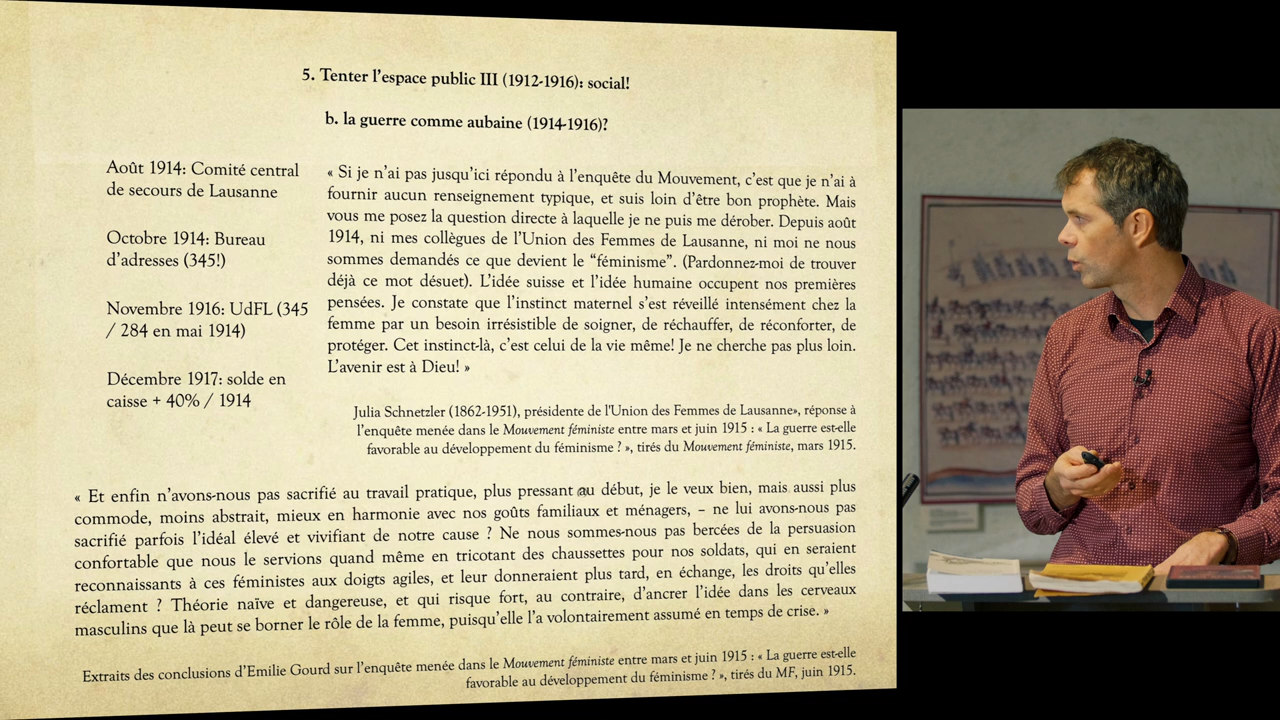 5. Tenter l’espace public III (1912-1916): social!
b. la guerre comme aubaine (1914-1916)?
Août 1914: Comité central
de secours de Lausanne
Octobre 1914: Bureau
d’adresses (345!)
Novembre 1916: UdFL (345
/ 284 en mai 1914)
Décembre 1917: solde en
caisse + 40% / 1914
« Si je n’ai pas jusqu’ici répondu à l’enquête du Mouvement, c’est que je n’ai à
fournir aucun renseignement typique, et suis loin d’être bon prophète. Mais
vous me posez la question directe à laquelle je ne puis me dérober. Depuis août
1914, ni mes collègues de l’Union des Femmes de Lausanne, ni moi ne nous
sommes demandés ce que devient le “féminisme”. (Pardonnez-moi de trouver
déjà ce mot désuet). L’idée suisse et l’idée humaine occupent nos premières
pensées. Je constate que l’instinct maternel s’est réveillé intensément chez la
femme par un besoin irrésistible de soigner, de réchauffer, de réconforter, de
protéger. Cet instinct-là, c’est celui de la vie même! Je ne cherche pas plus loin.
L’avenir est à Dieu! »
Julia Schnetzler (1862-1951), présidente de l’Union des Femmes de Lausanne», réponse à
l’enquête menée dans le Mouvement féministe entre mars et juin 1915 : « La guerre est-elle
favorable au développement du féminisme ? », tirés du Mouvement féministe, mars 1915.
« Et enfin n’avons-nous pas sacrifié au travail pratique, plus pressant au début, je le veux bien, mais aussi plus
commode, moins abstrait, mieux en harmonie avec nos goûts familiaux et ménagers, – ne lui avons-nous pas
sacrifié parfois l’idéal élevé et vivifiant de notre cause ? Ne nous sommes-nous pas bercées de la persuasion
confortable que nous le servions quand même en tricotant des chaussettes pour nos soldats, qui en seraient
reconnaissants à ces féministes aux doigts agiles, et leur donneraient plus tard, en échange, les droits qu’elles
réclament ? Théorie naïve et dangereuse, et qui risque fort, au contraire, d’ancrer l’idée dans les cerveaux
masculins que là peut se borner le rôle de la femme, puisqu’elle l’a volontairement assumé en temps de crise. »
Extraits des conclusions d’Emilie Gourd sur l’enquête menée dans le Mouvement féministe entre mars et juin 1915 : « La guerre est-elle
favorable au développement du féminisme ? », tirés du MF, juin 1915.